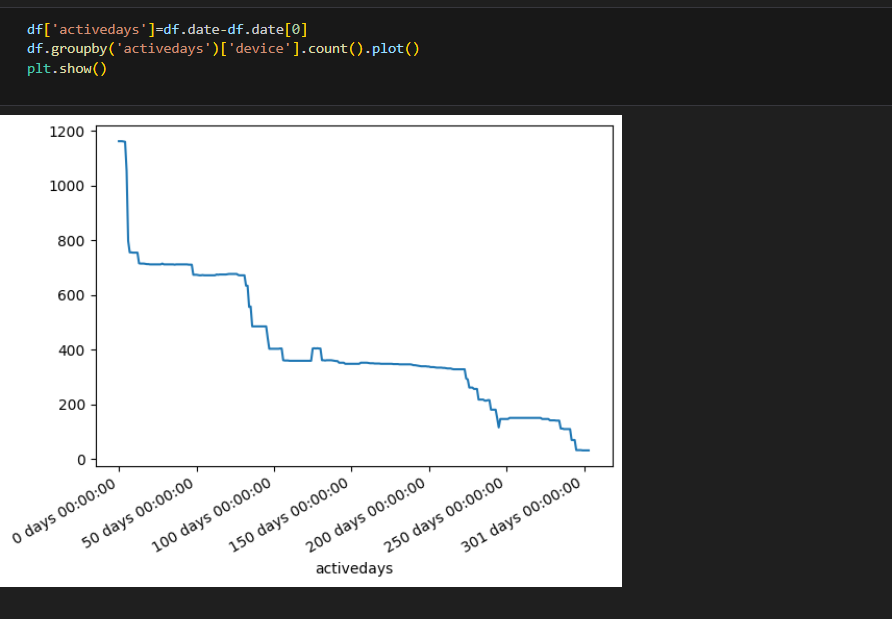 df['activedays']=df.date-df.date[0]
df.groupby('activedays')['device'].count().plot()
plt.show()
1200
1000
800
600
400
200
0
0 days 00:00:00
50 days 00:00:00
100 days 00:00:00
150 days 00:00:00
200 days 00:00:00
250 days 00:00:00
301 days 00:00:00
activedays